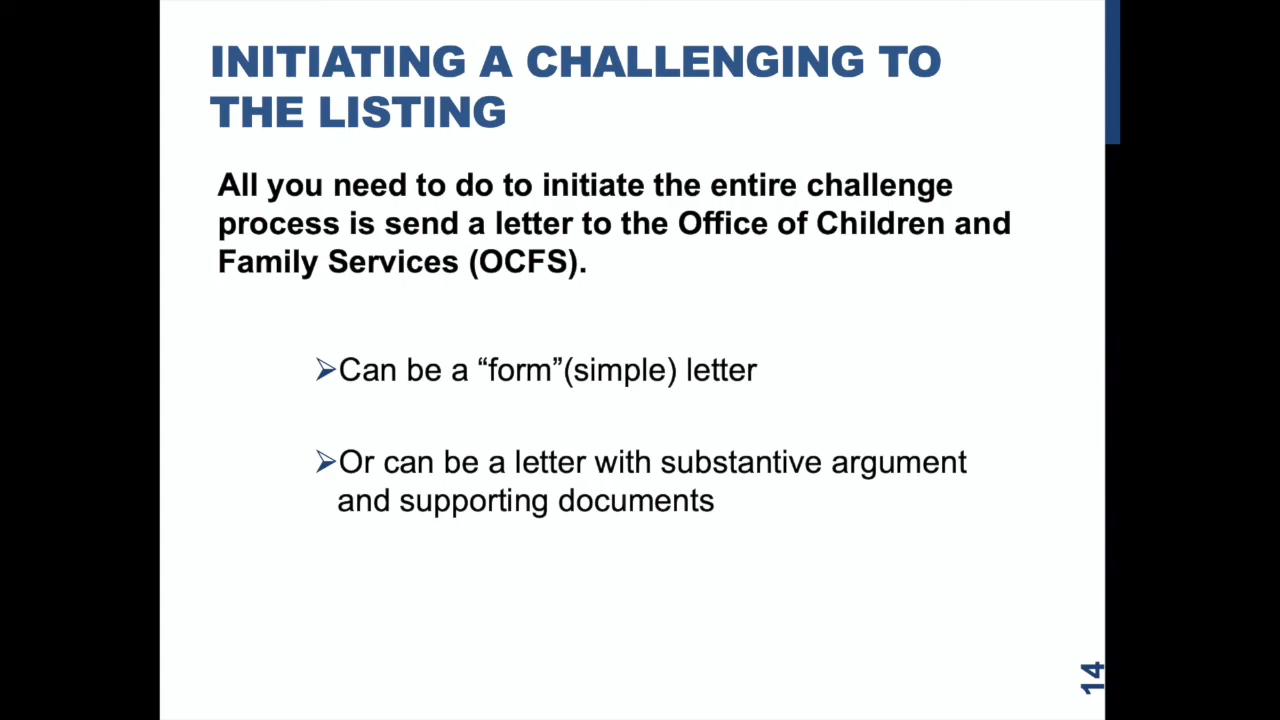 INITIATING A CHALLENGING TO
THE LISTING
All you need to do to initiate the entire challenge
process is send a letter to the Office of Children and
Family Services (OCFS).
➢Can be a “form”(simple) letter
➢Or can be a letter with substantive argument
and supporting documents
14